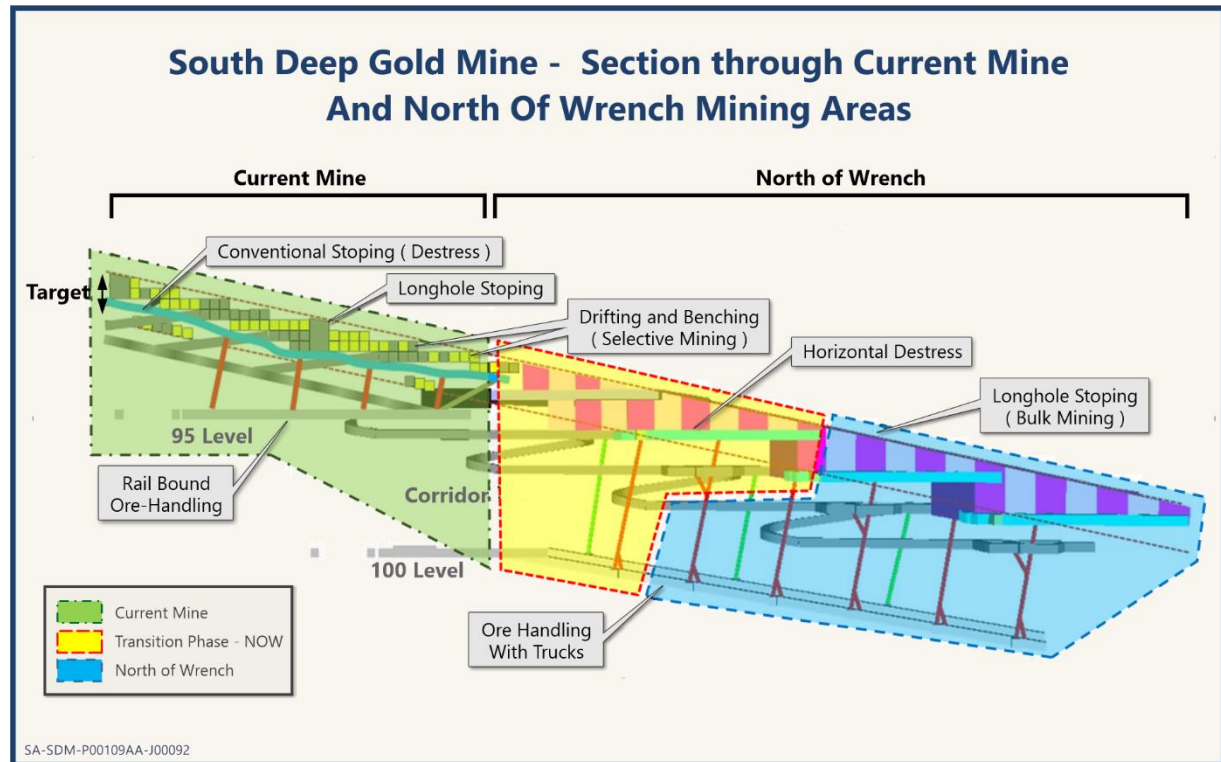 South Deep Gold Mine - Section through Current Mine
And North Of Wrench Mining Areas
Current Mine
North of Wrench
Conventional Stoping ( Destress )
Longhole Stoping
Target
Drifting and Benching
( Selective Mining )
Horizontal Destress
Longhole Stoping
( Bulk Mining )
95 Level
Rail Bound
Ore-Handling
Corridor
100 Level
Ore Handling
With Trucks
Current Mine
Transition Phase - NOW
North of Wrench
SA-SDM-P00109AA-J00092